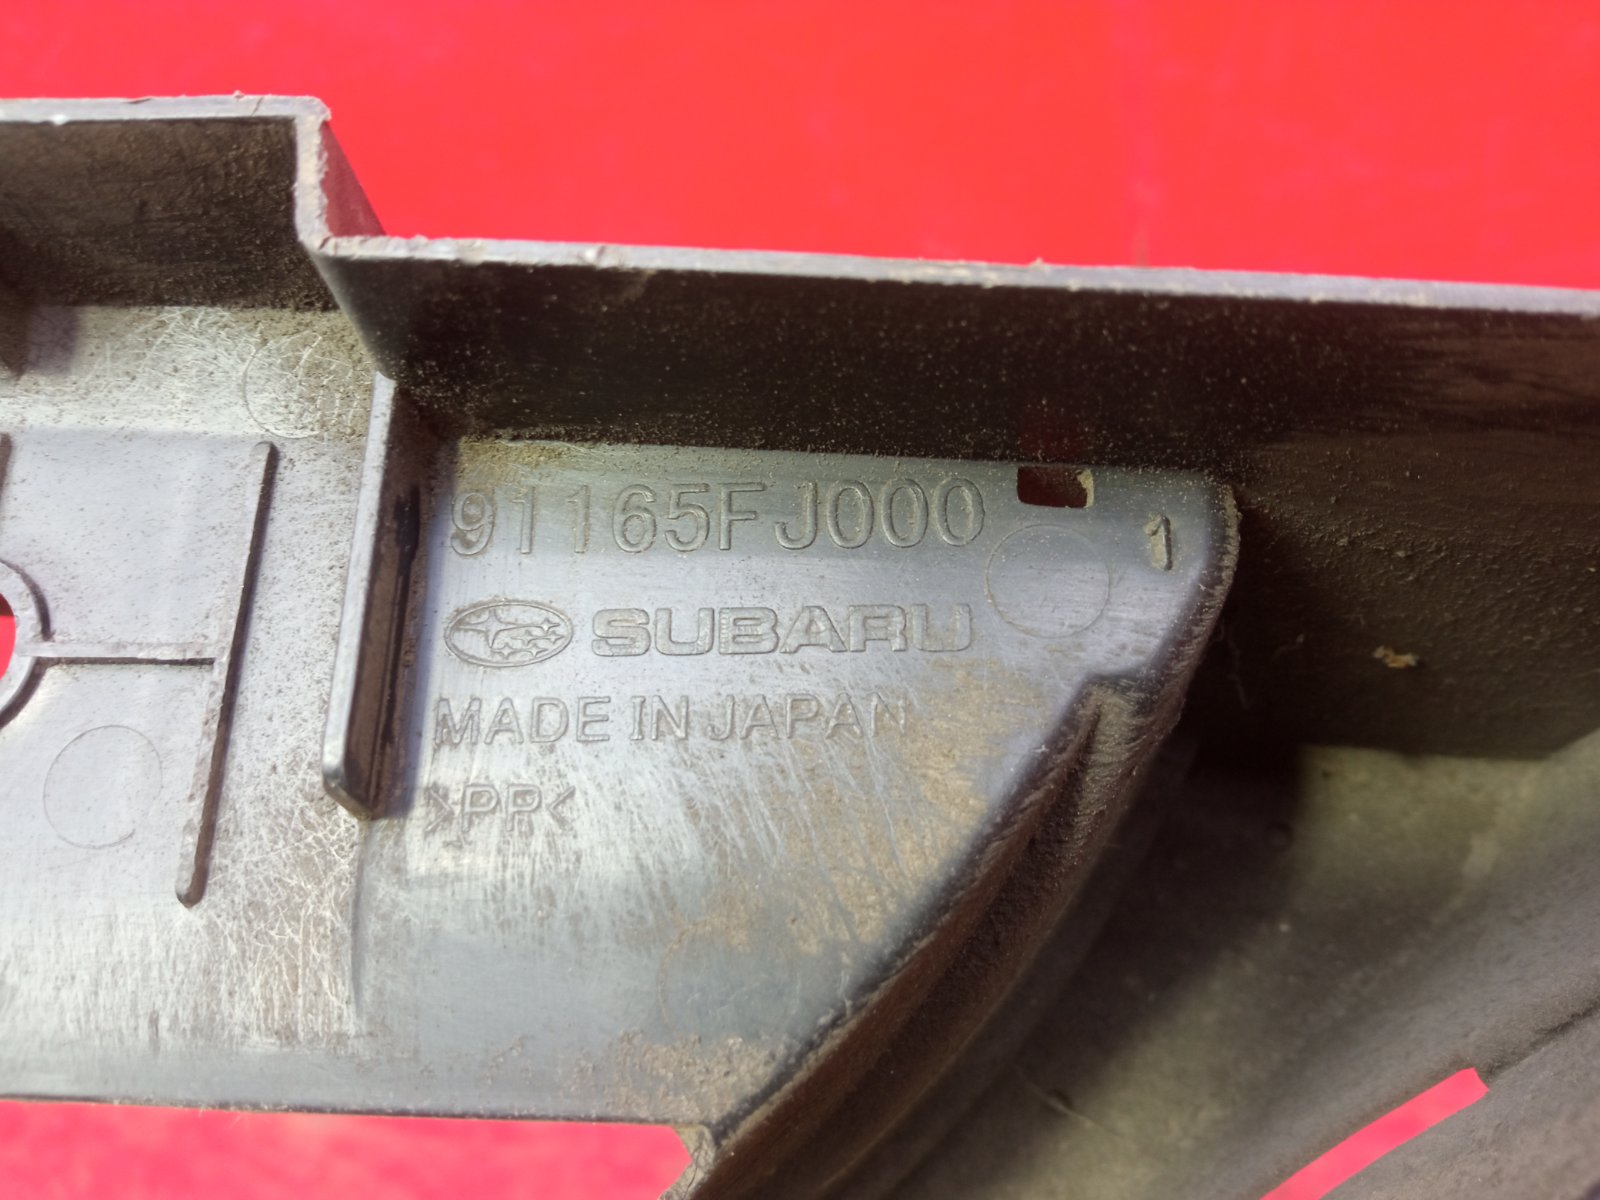 91165FJ000
1
SUBARU
MADE IN JAPAN
>PP<